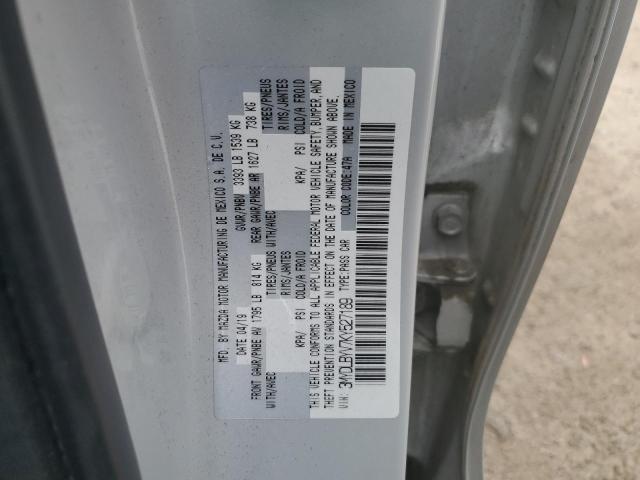 MFD. BY MAZDA MOTOR MANUFACTURING DE MEXICO S.A. DE C.V.
DATE 04/19 GVWR/PNBV 3393 LB 1539 KG
FRONT GAWR/PNBE AV 1795 LB 814 KG REAR GAWR/PNBE AR 1627 LB 738 KG
WITH/AVEC TIRES/PNEUS WITH/AVEC TIRES/PNEUS
RIMS/JANTES RIMS/JANTES
KPA/ PSI COLD/A FROID KPA/ PSI COLD/A FROID
THIS VEHICLE CONFORMS TO ALL APPLICABLE FEDERAL MOTOR VEHICLE SAFETY, BUMPER, AND
THEFT PREVENTION STANDARDS IN EFFECT ON THE DATE OF MANUFACTURE SHOWN ABOVE.
VIN: TYPE:PASS CAR COLOR CODE:47A MADE IN MEXICO